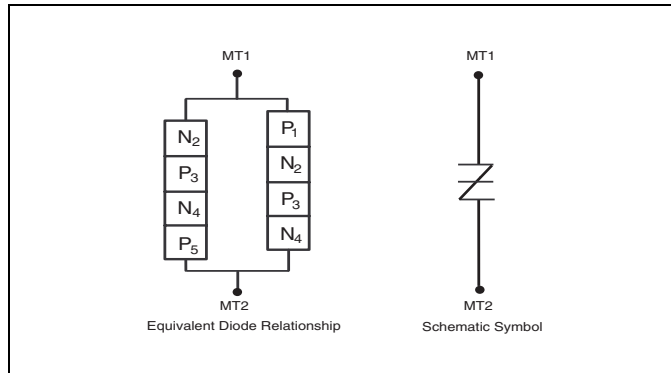 MT1
N2
P3
N4
P5
P1
N2
P3
N4
MT2
Equivalent Diode Relationship
MT1
MT2
Schematic Symbol